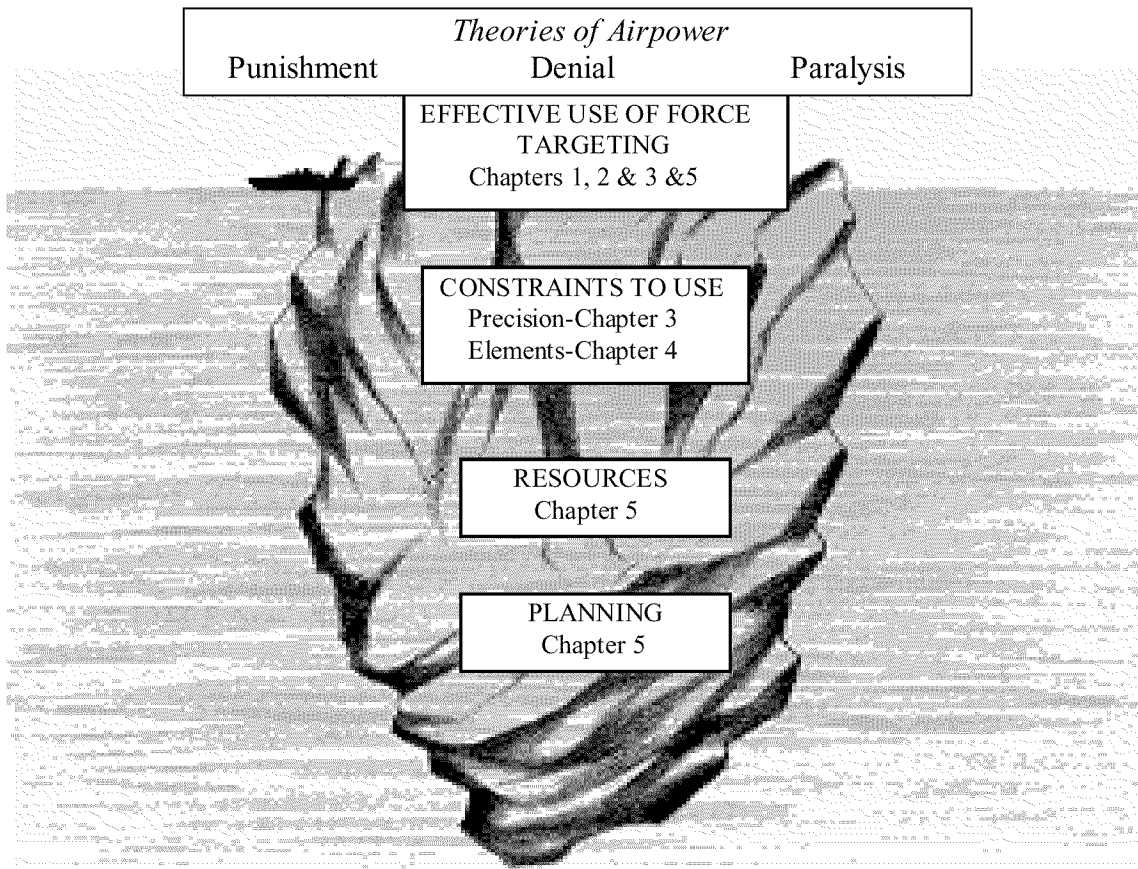 Theories of Airpower
Punishment Denial Paralysis
EFFECTIVE USE OF FORCE
TARGETING
Chapters 1, 2 & 3 &5
CONSTRAINTS TO USE
Precision-Chapter 3
Elements-Chapter 4
RESOURCES
Chapter 5
PLANNING
Chapter 5